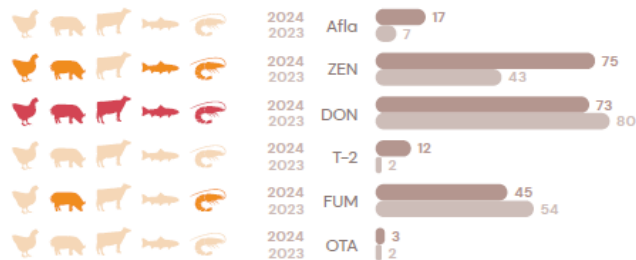 2024 Afla 17
2023 7
2024 ZEN 75
2023 43
2024 DON 73
2023 80
2024 T-2 12
2023 2
2024 FUM 45
2023 54
2024 OTA 3
2023 2